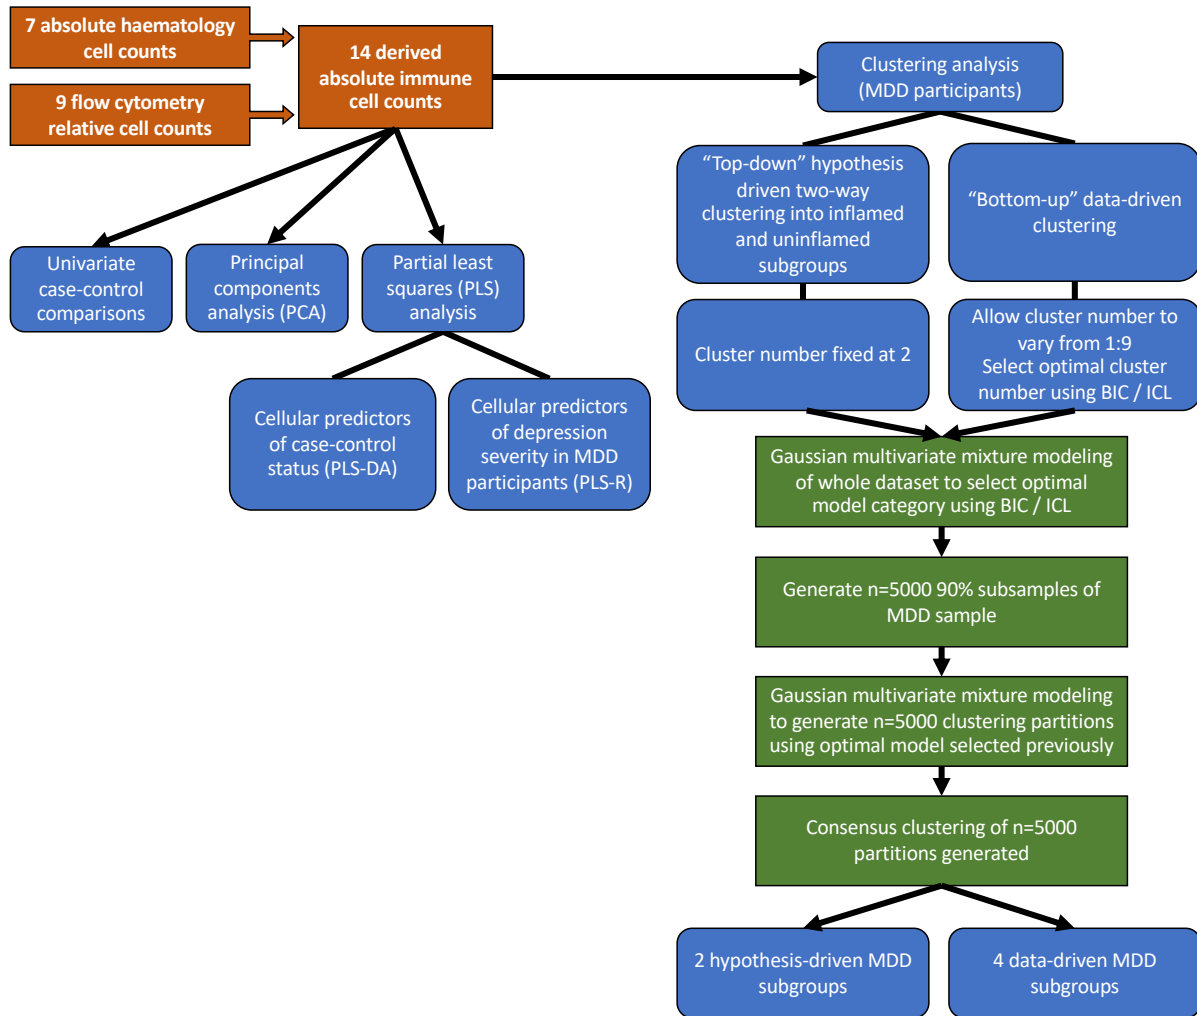 7 absolute haematology
cell counts
9 flow cytometry
relative cell counts
14 derived
absolute immune
cell counts
Univariate
case-control
comparisons
Principal
components
analysis (PCA)
Partial least
squares (PLS)
analysis
Cellular predictors
of case-control
status (PLS-DA)
Cellular predictors
of depression
severity in MDD
participants (PLS-R)
Clustering analysis
(MDD participants)
“Top-down” hypothesis
driven two-way
clustering into inflamed
and uninflamed
subgroups
“Bottom-up” data-driven
clustering
Cluster number fixed at 2
Allow cluster number to
vary from 1:9
Select optimal cluster
number using BIC / ICL
Gaussian multivariate mixture modeling
of whole dataset to select optimal
model category using BIC / ICL
Generate n=5000 90% subsamples of
MDD sample
Gaussian multivariate mixture modeling
to generate n=5000 clustering partitions
using optimal model selected previously
Consensus clustering of n=5000
partitions generated
2 hypothesis-driven MDD
subgroups
4 data-driven MDD
subgroups